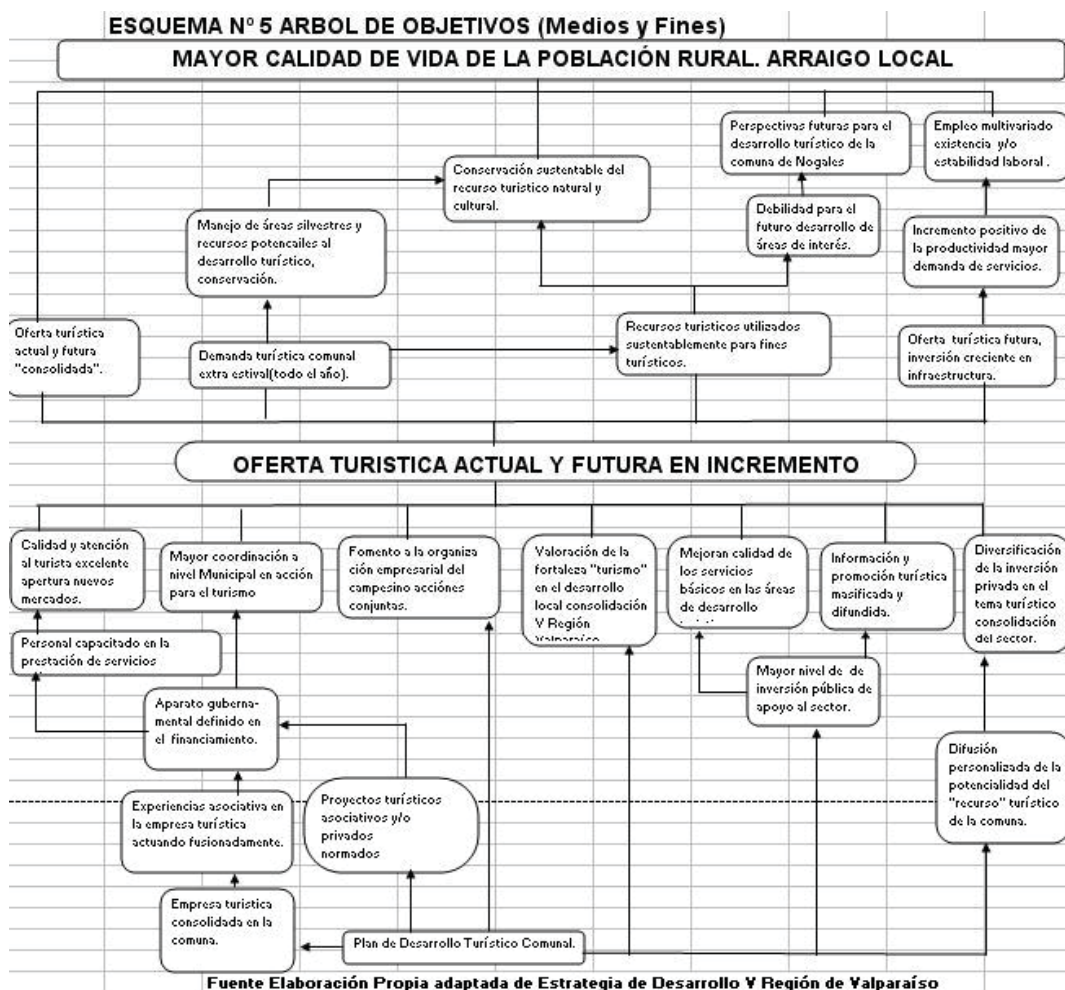 ESQUEMA Nº 5 ARBOL DE OBJETIVOS (Medios y Fines)
MAYOR CALIDAD DE VIDA DE LA POBLACIÓN RURAL. ARRAIGO LOCAL
Perspectivas futuras para el
desarrollo turístico de la
comuna de Nogales
Empleo multivariado
existencia y/o
estabilidad laboral .
Conservación sustentable del
recurso turistico natural y
cultural.
Manejo de áreas silvestres y
recursos potencailes al
desarrollo turístico,
conservación.
Debilidad para el
futuro desarrollo de
áreas de interés.
Incremento positivo de
la productividad mayor
demanda de servicios.
Oferta turística
actual y futura
"consolidada".
Demanda turística comunal
extra estival(todo el año).
Recursos turisticos utilizados
sustentablemente para fines
turísticos.
Oferta turística futura,
inversión creciente en
infraestructura.
OFERTA TURISTICA ACTUAL Y FUTURA EN INCREMENTO
Calidad y atención
al turista excelente
apertura nuevos
mercados.
Mayor coordinación a
nivel Municipal en acción
para el turismo
Fomento a la organiza
ción empresarial del
campesino acciónes
conjuntas.
Valoración de la
fortaleza "turismo"
en el desarrollo
local consolidación
V Región
Valparaíso
Mejoran calidad de
los servicios
básicos en las áreas
de desarrollo
Información y
promoción turística
masificada y
difundida.
Diversificación
de la inversión
privada en el
tema turístico
consolidación
del sector.
Personal capacitado en la
prestación de servicios
Mayor nivel de de
inversión pública de
apoyo al sector.
Aparato guberna-
mental definido en
el financiamiento.
Difusión
personalizada de la
potencialidad del
"recurso" turístico
de la comuna.
Experiencias asociativa en
la empresa turística
actuando fusionadamente.
Proyectos turísticos
asociativos y/o
privados
normados
Empresa turistica
consolidada en la
comuna.
Plan de Desarrollo Turístico Comunal.
Fuente Elaboración Propia adaptada de Estrategia de Desarrollo V Región de Valparaíso